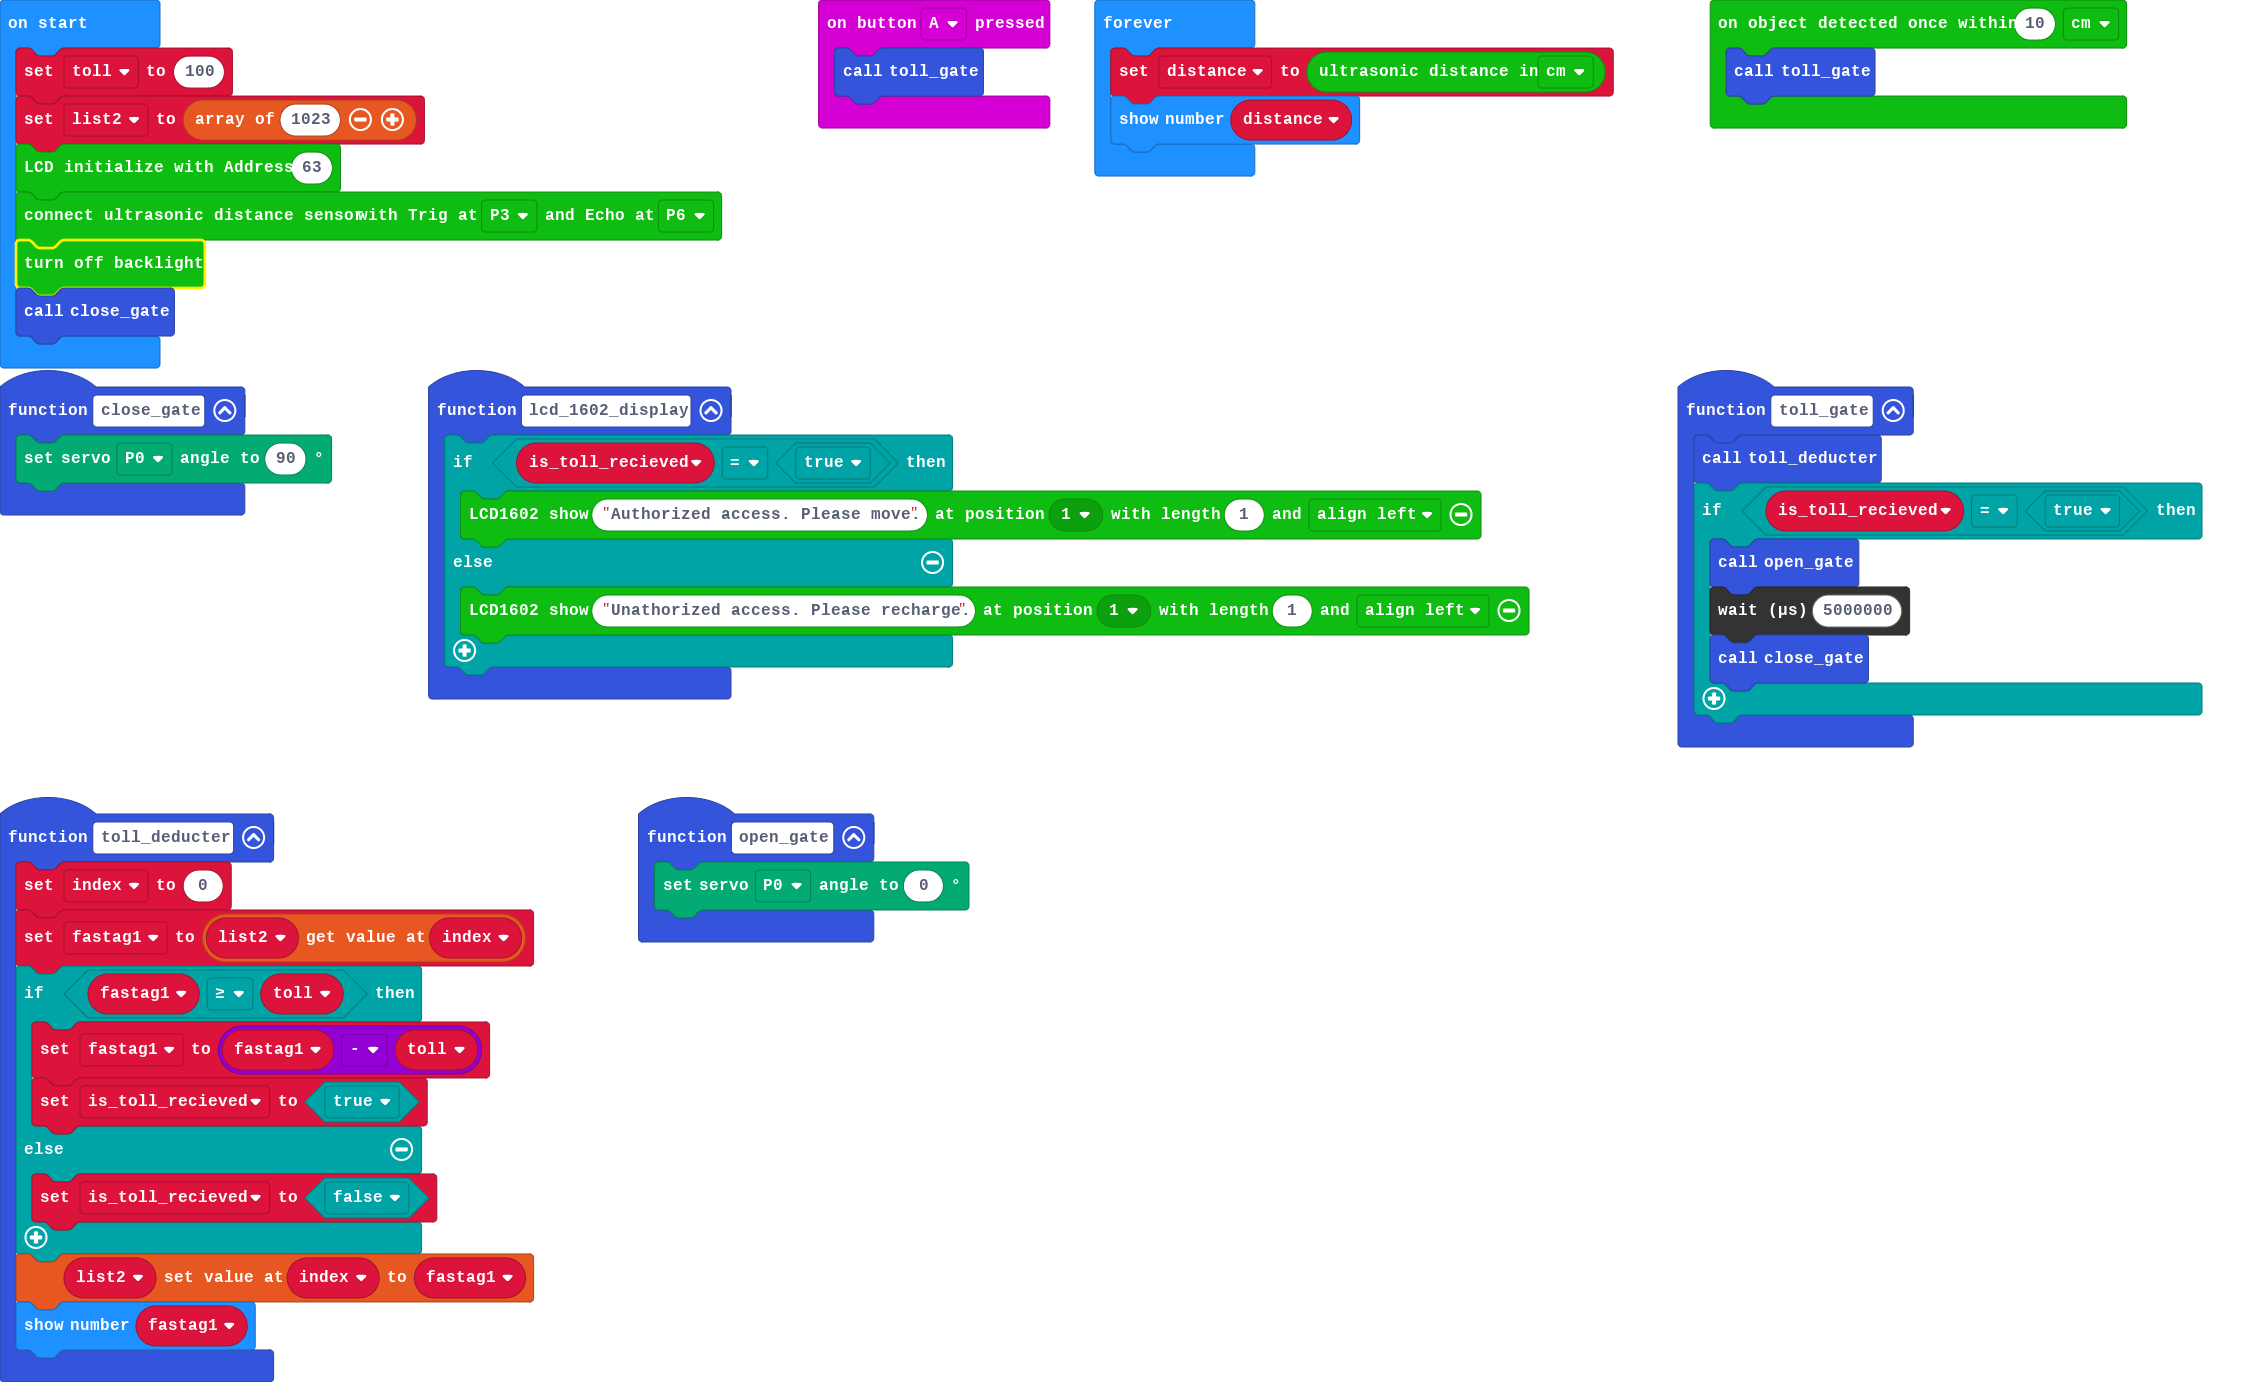 on start
set toll to 100
set list2 to array of 1023
LCD initialize with Address 63
connect ultrasonic distance sensor with Trig at P3 and Echo at P6
turn off backlight
call close_gate
on button A pressed
call toll_gate
forever
set distance to ultrasonic distance in cm
show number distance
on object detected once within 10 cm
call toll_gate
function close_gate
set servo P0 angle to 90 °
function lcd_1602_display
if is_toll_recieved = true then
LCD1602 show "Authorized access. Please move." at position 1 with length 1 and align left
else
LCD1602 show "Unathorized access. Please recharge." at position 1 with length 1 and align left
function toll_gate
call toll_deducter
if is_toll_recieved = true then
call open_gate
wait (µs) 5000000
call close_gate
function toll_deducter
set index to 0
set fastag1 to list2 get value at index
if fastag1 ≥ toll then
set fastag1 to fastag1 - toll
set is_toll_recieved to true
else
set is_toll_recieved to false
list2 set value at index to fastag1
show number fastag1
function open_gate
set servo P0 angle to 0 °